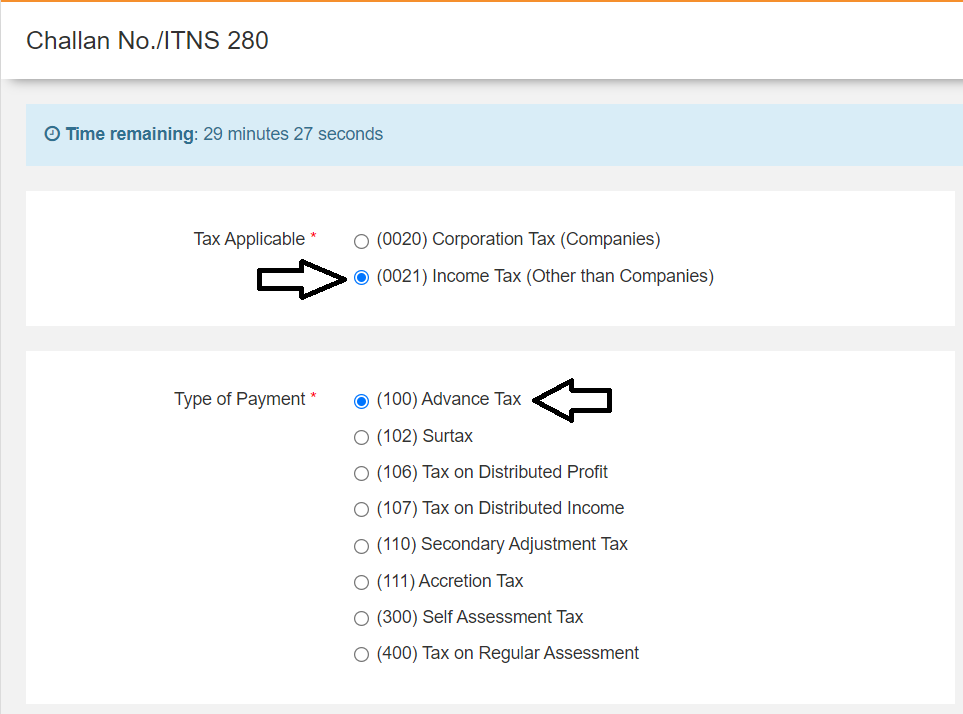 Challan No./ITNS 280
Time remaining: 29 minutes 27 seconds
Tax Applicable * (0020) Corporation Tax (Companies)
(0021) Income Tax (Other than Companies)
Type of Payment * (100) Advance Tax
(102) Surtax
(106) Tax on Distributed Profit
(107) Tax on Distributed Income
(110) Secondary Adjustment Tax
(111) Accretion Tax
(300) Self Assessment Tax
(400) Tax on Regular Assessment